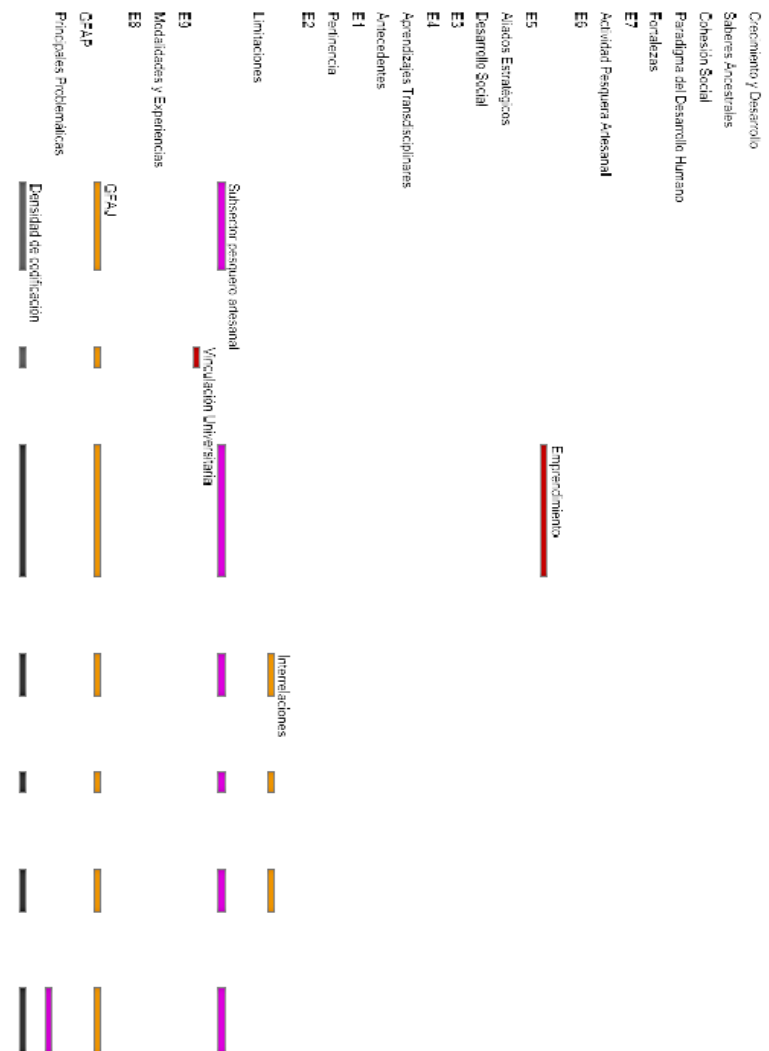 Crecimiento y Desarrollo
Saberes Ancestrales
Cohesión Social
Paradigma del Desarrollo Humano
Fortalezas
E7
Actividad Pesquera Artesanal
E6
Emprendimiento
E5
Aliados Estratégicos
Desarrollo Social
E3
E4
Aprendizajes Transdisciplinares
Antecedentes
E1
Pertinencia
E2
Interrelaciones
Limitaciones
Subsector pesquero artesanal
Vinculación Universitaria
E9
Modalidades y Experiencias
E8
GFAJ
GFAP
Principales Problemáticas
Densidad de codificación